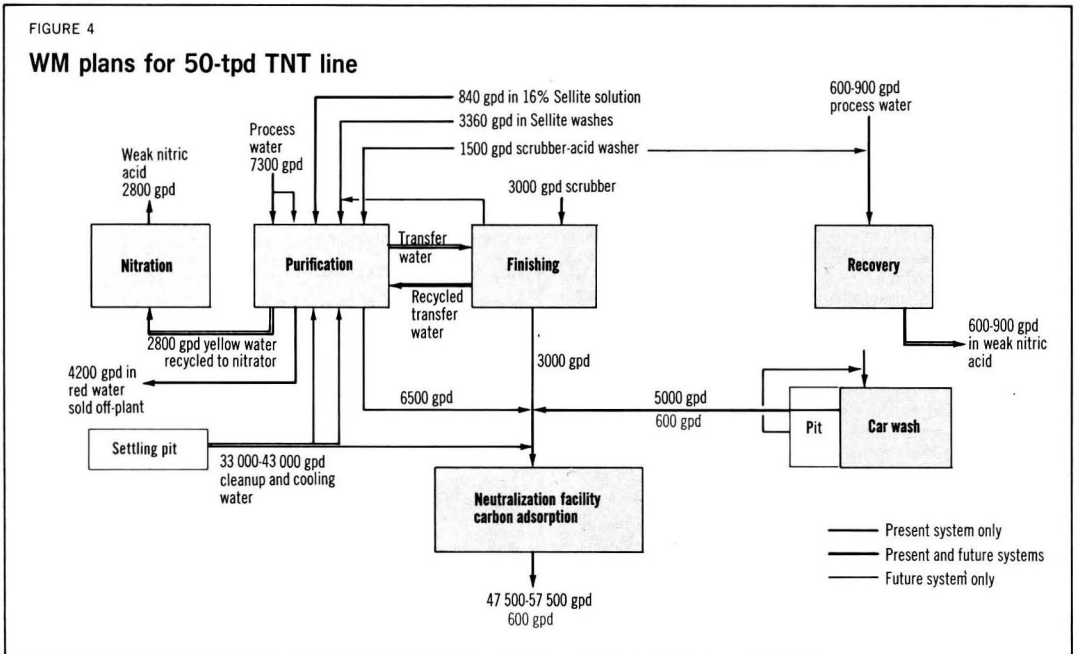 FIGURE 4
WM plans for 50-tpd TNT line
840 gpd in 16% Sellite solution
3360 gpd in Sellite washes
1500 gpd scrubber-acid washer
600-900 gpd
process water
Process
water
7300 gpd
Weak nitric
acid
2800 gpd
3000 gpd scrubber
Nitration
Purification
Transfer
water
Finishing
Recovery
Recycled
transfer
water
2800 gpd yellow water
recycled to nitrator
4200 gpd in
red water
sold off-plant
3000 gpd
600-900 gpd
in weak nitric
acid
6500 gpd
5000 gpd
600 gpd
Pit
Car wash
Settling pit
33 000-43 000 gpd
cleanup and cooling
water
Neutralization facility
carbon adsorption
Present system only
Present and future systems
Future system only
47 500-57 500 gpd
600 gpd